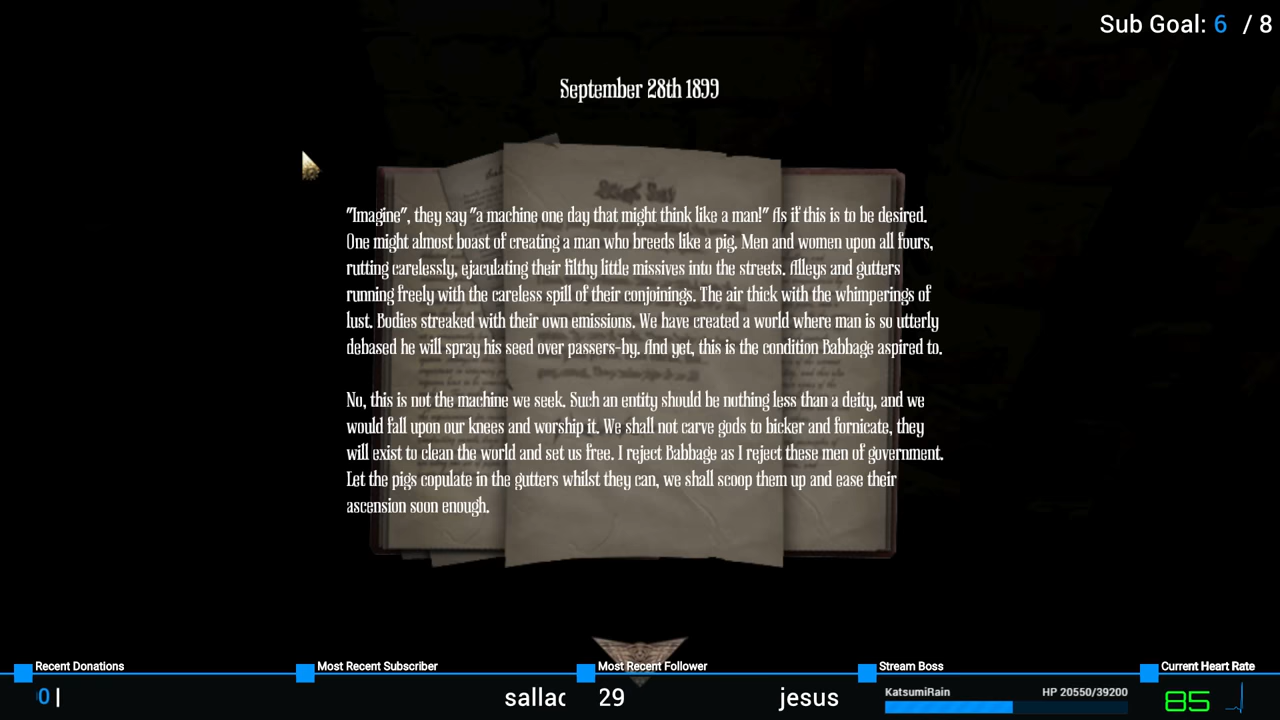 Sub Goal: 6 / 8
September 28th 1899
"Imagine", they say "a machine one day that might think like a man!" As if this is to be desired.
One might almost boast of creating a man who breeds like a pig. Men and women upon all fours,
rutting carelessly, ejaculating their filthy little missives into the streets. Alleys and gutters
running freely with the careless spill of their conjoinings. The air thick with the whimperings of
lust. Bodies streaked with their own emissions. We have created a world where man is so utterly
debased he will spray his seed over passers-by. And yet, this is the condition Babbage aspired to.
No, this is not the machine we seek. Such an entity should be nothing less than a deity, and we
would fall upon our knees and worship it. We shall not carve gods to bicker and fornicate, they
will exist to clean the world and set us free. I reject Babbage as I reject these men of government.
Let the pigs copulate in the gutters whilst they can, we shall scoop them up and ease their
ascension soon enough.
Recent Donations
Most Recent Subscriber
Most Recent Follower
Stream Boss
Current Heart Rate
0 |
sallac
29
jesus
KatsumiRain
HP 20550/39200
85